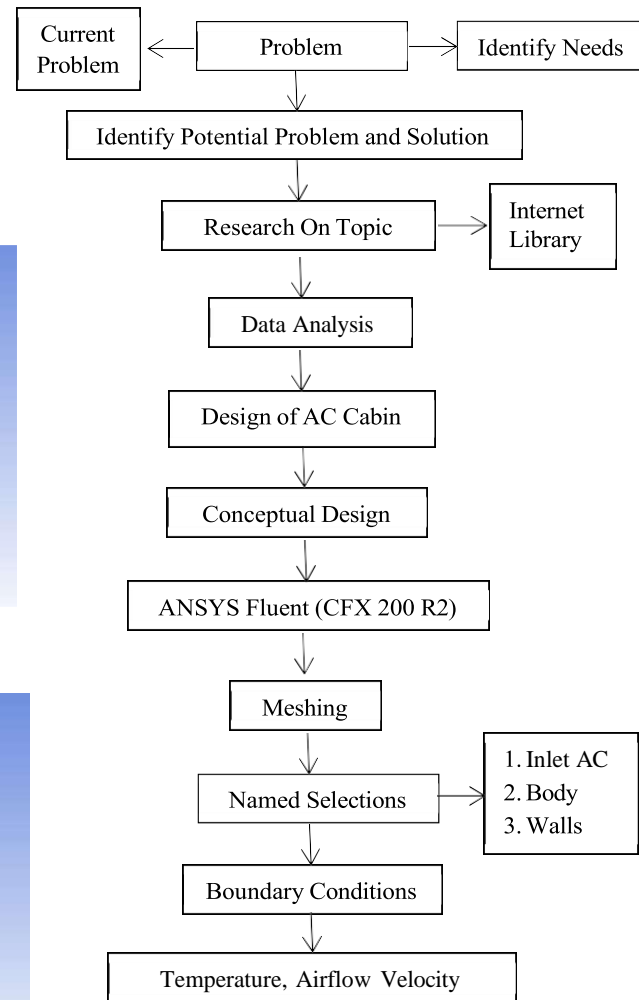 Current
Problem
Problem
Identify Needs
Identify Potential Problem and Solution
Research On Topic
Internet
Library
Data Analysis
Design of AC Cabin
Conceptual Design
ANSYS Fluent (CFX 200 R2)
Meshing
Named Selections
1. Inlet AC
2. Body
3. Walls
Boundary Conditions
Temperature, Airflow Velocity